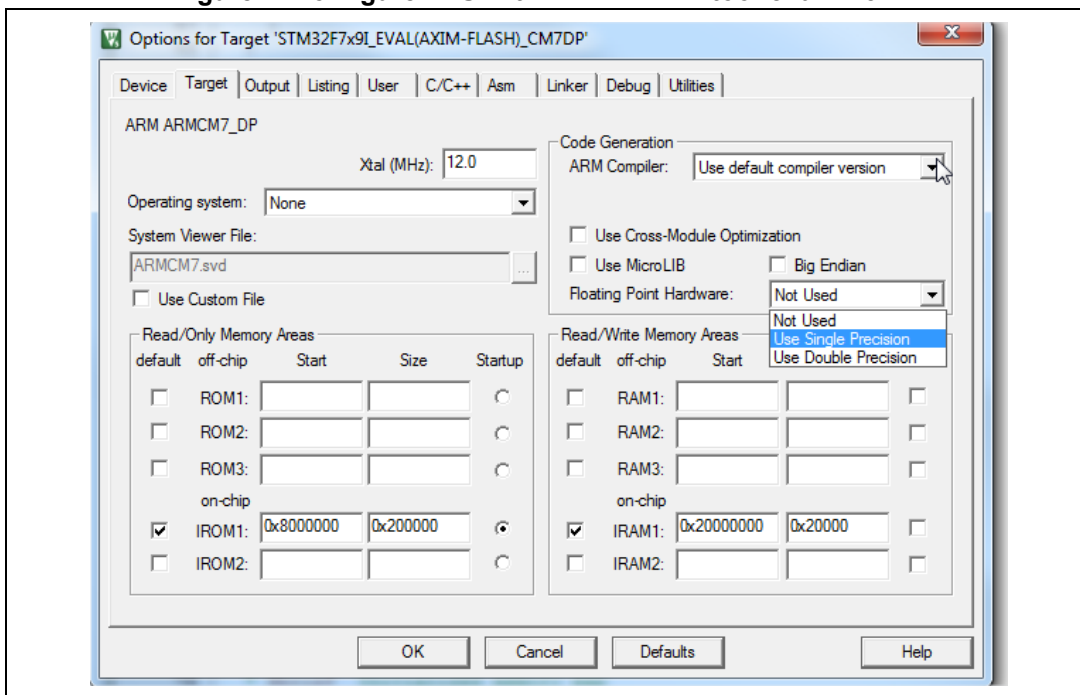 Options for Target 'STM32F7x9I_EVAL(AXIM-FLASH)_CM7DP'
Device Target Output Listing User C/C++ Asm Linker Debug Utilities
ARM ARMCM7_DP
Xtal (MHz): 12.0
Operating system: None
System Viewer File:
ARMCM7.svd ...
Use Custom File
Code Generation
ARM Compiler: Use default compiler version
Use Cross-Module Optimization
Use MicroLIB Big Endian
Floating Point Hardware: Not Used
Not Used
Use Single Precision
Use Double Precision
Read/Only Memory Areas
default off-chip Start Size Startup
ROM1:
ROM2:
ROM3:
on-chip
IROM1: 0x8000000 0x200000
IROM2:
Read/Write Memory Areas
default off-chip Start
RAM1:
RAM2:
RAM3:
on-chip
IRAM1: 0x20000000 0x20000
IRAM2:
OK Cancel Defaults Help